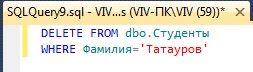 SQLQuery9.sql - VIV...s (VIV-ПК\VIV (59))*
DELETE FROM dbo.Студенты
WHERE Фамилия='Татауров'